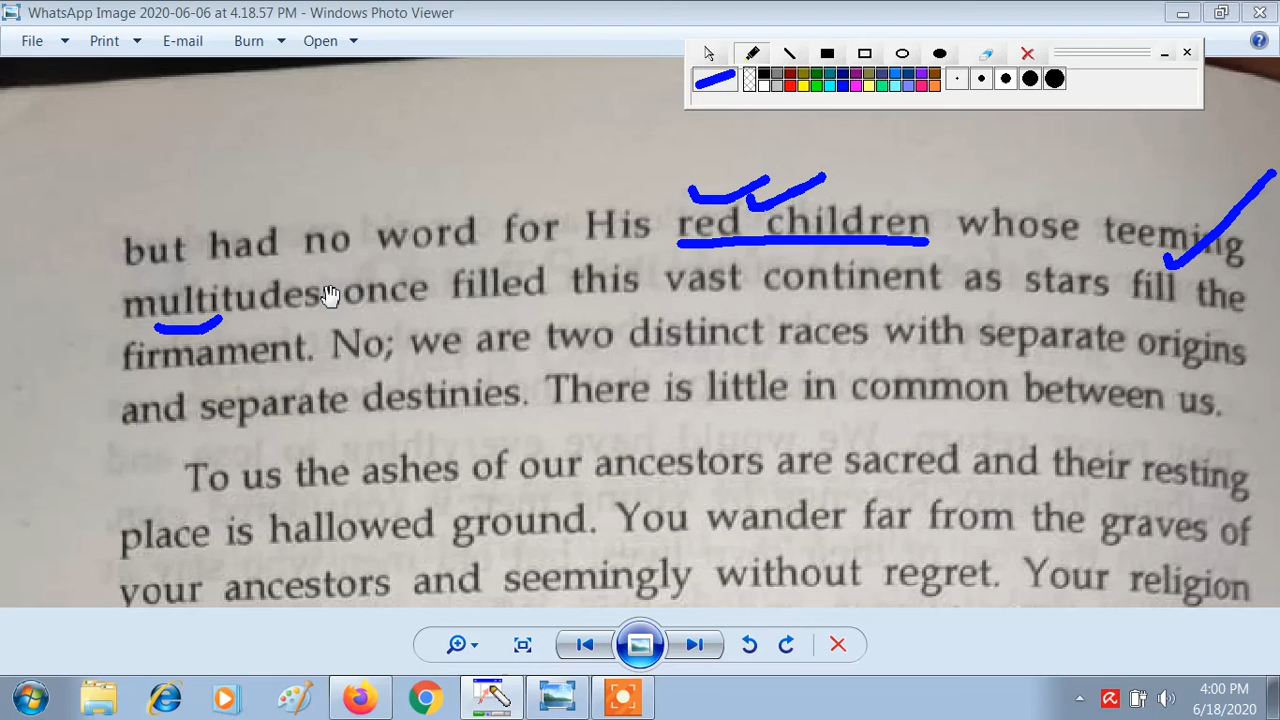 WhatsApp Image 2020-06-06 at 4.18.57 PM - Windows Photo Viewer
File Print E-mail Burn Open
but had no word for His red children whose teeming
multitudes once filled this vast continent as stars fill the
firmament. No; we are two distinct races with separate origins
and separate destinies. There is little in common between us.
To us the ashes of our ancestors are sacred and their resting
place is hallowed ground. You wander far from the graves of
your ancestors and seemingly without regret. Your religion
4:00 PM
6/18/2020